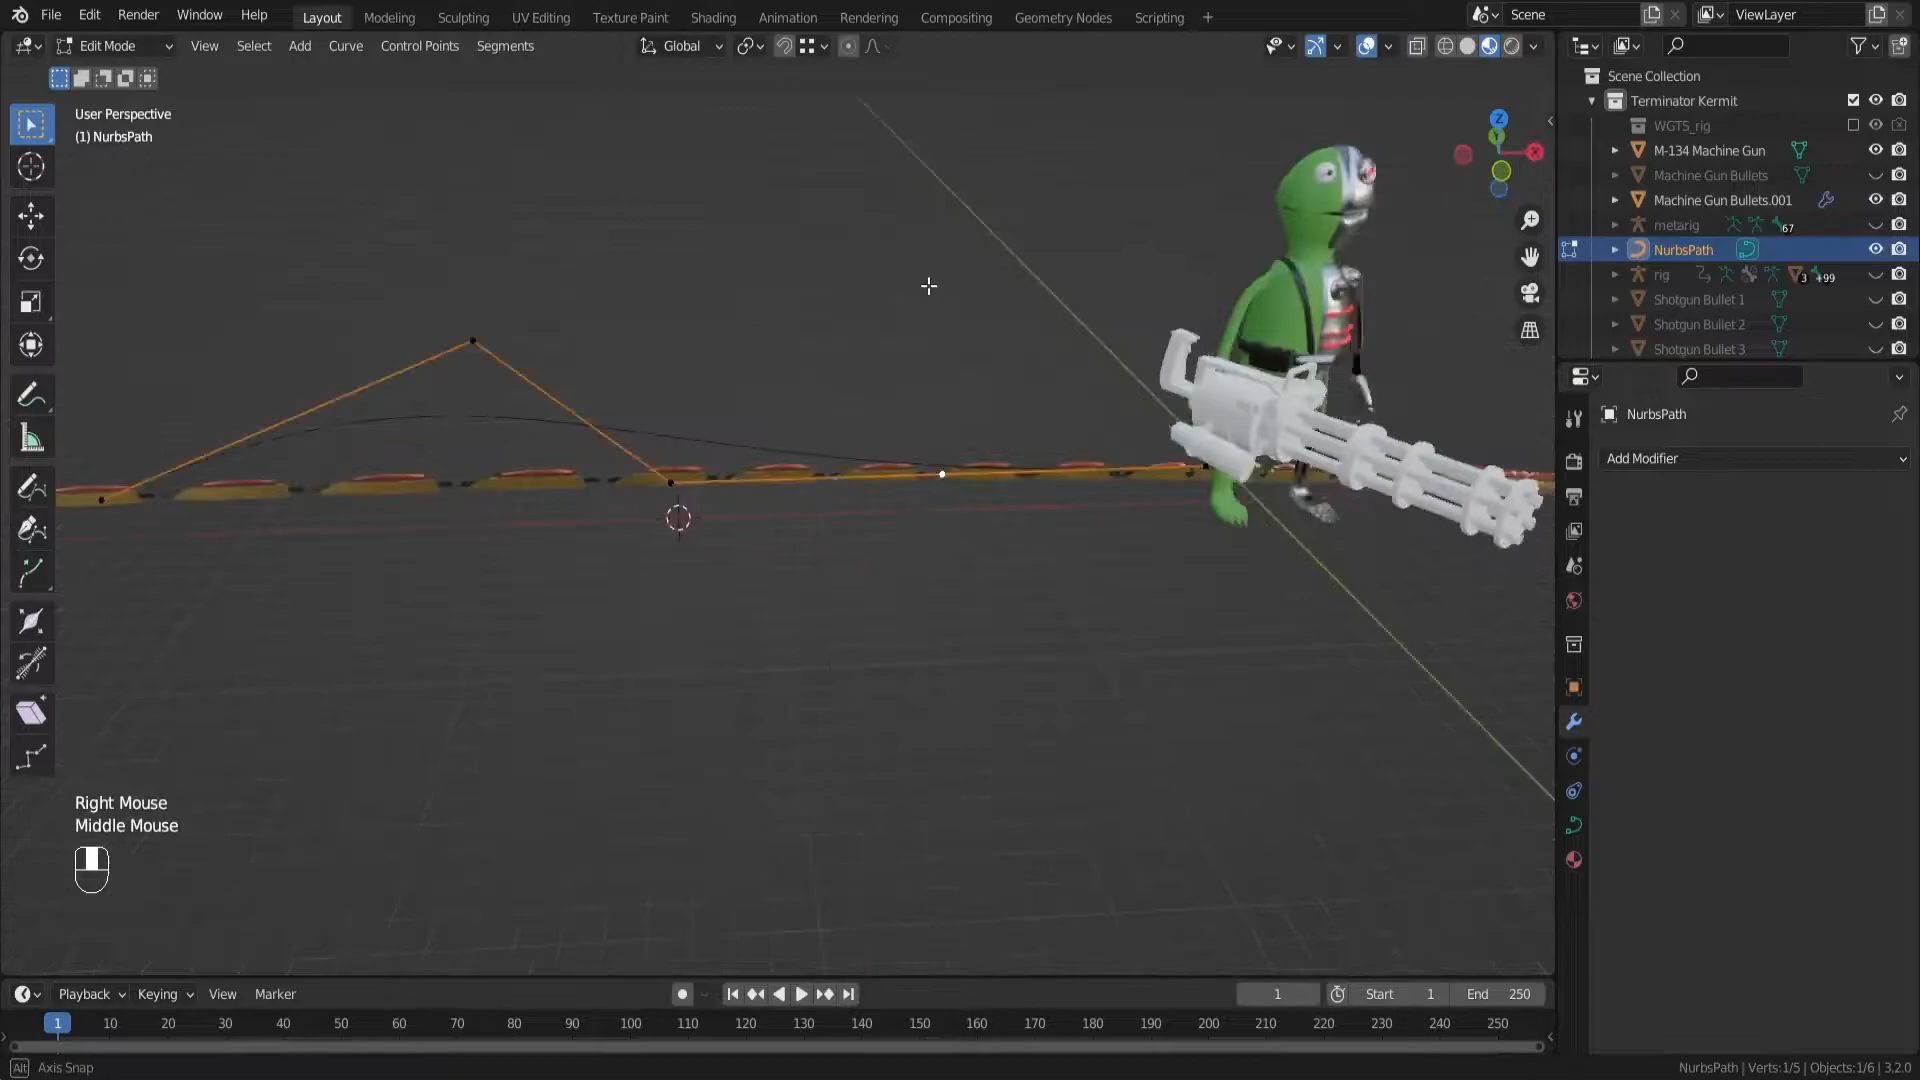 File Edit Render Window Help Layout Modeling Sculpting UV Editing Texture Paint Shading Animation Rendering Compositing Geometry Nodes Scripting + Scene ViewLayer
Edit Mode View Select Add Curve Control Points Segments Global
User Perspective
(1) NurbsPath
Z
X
Y
Scene Collection
Terminator Kermit
WGTS_rig
M-134 Machine Gun
Machine Gun Bullets
Machine Gun Bullets.001
metarig 67
NurbsPath
rig 3 +99
Shotgun Bullet 1
Shotgun Bullet 2
Shotgun Bullet 3
NurbsPath
Add Modifier
Right Mouse
Middle Mouse
Playback Keying View Marker 1 Start 1 End 250
1 10 20 30 40 50 60 70 80 90 100 110 120 130 140 150 160 170 180 190 200 210 220 230 240 250
Alt Axis Snap
NurbsPath | Verts:1/5 | Objects:1/6 | 3.2.0